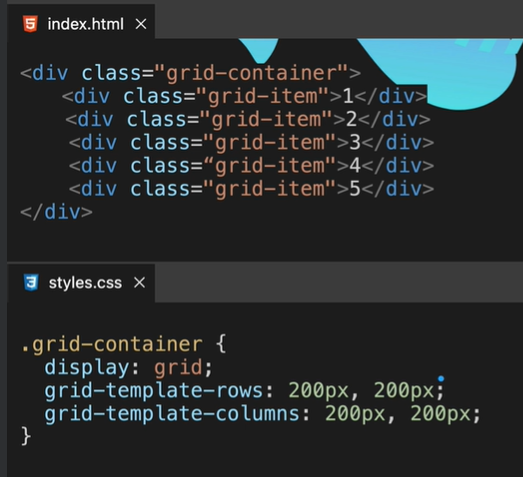 index.html ×
<div class="grid-container">
<div class="grid-item">1</div>
<div class="grid-item">2</div>
<div class="grid-item">3</div>
<div class=“grid-item">4</div>
<div class="grid-item">5</div>
</div>
styles.css ×
.grid-container {
display: grid;
grid-template-rows: 200px, 200px;
grid-template-columns: 200px, 200px;
}